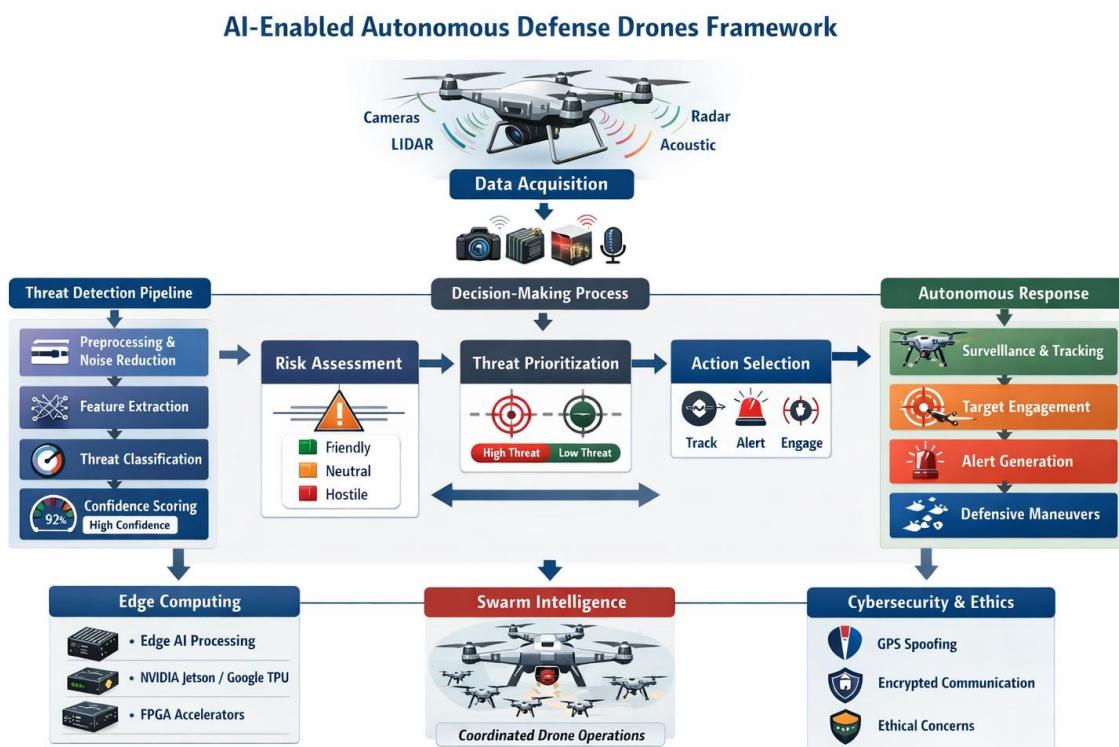 AI-Enabled Autonomous Defense Drones Framework
Cameras
LIDAR
Radar
Acoustic
Data Acquisition
Threat Detection Pipeline
Decision-Making Process
Autonomous Response
Preprocessing &
Noise Reduction
Feature Extraction
Threat Classification
92%
Confidence Scoring
High Confidence
Risk Assessment
Friendly
Neutral
Hostile
Threat Prioritization
High Threat
Low Threat
Action Selection
Track
Alert
Engage
Survelllance & Tracking
Target Engagement
Alert Generation
Defensive Maneuvers
Edge Computing
• Edge AI Processing
• NVIDIA Jetson / Google TPU
• FPGA Accelerators
Swarm Intelligence
Coordinated Drone Operations
Cybersecurity & Ethics
GPS Spoofing
Encrypted Communication
Ethical Concerns